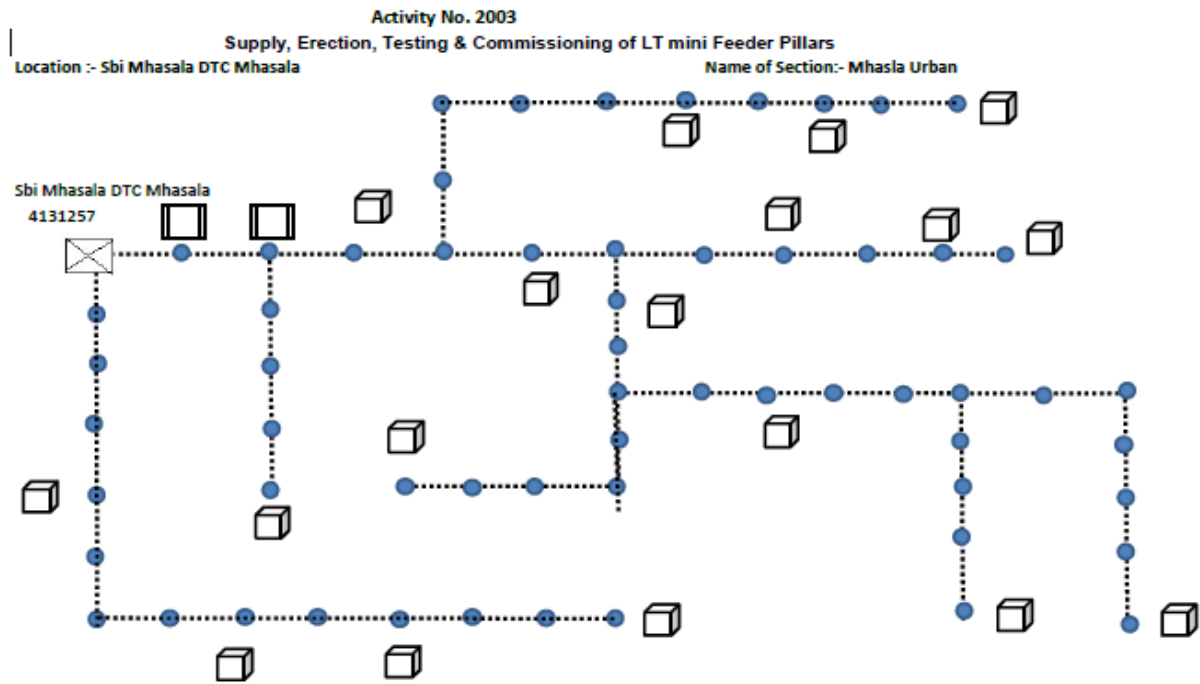 Activity No. 2003
Supply, Erection, Testing & Commissioning of LT mini Feeder Pillars
Location :- Sbi Mhasala DTC Mhasala
Name of Section:- Mhasla Urban
Sbi Mhasala DTC Mhasala
4131257